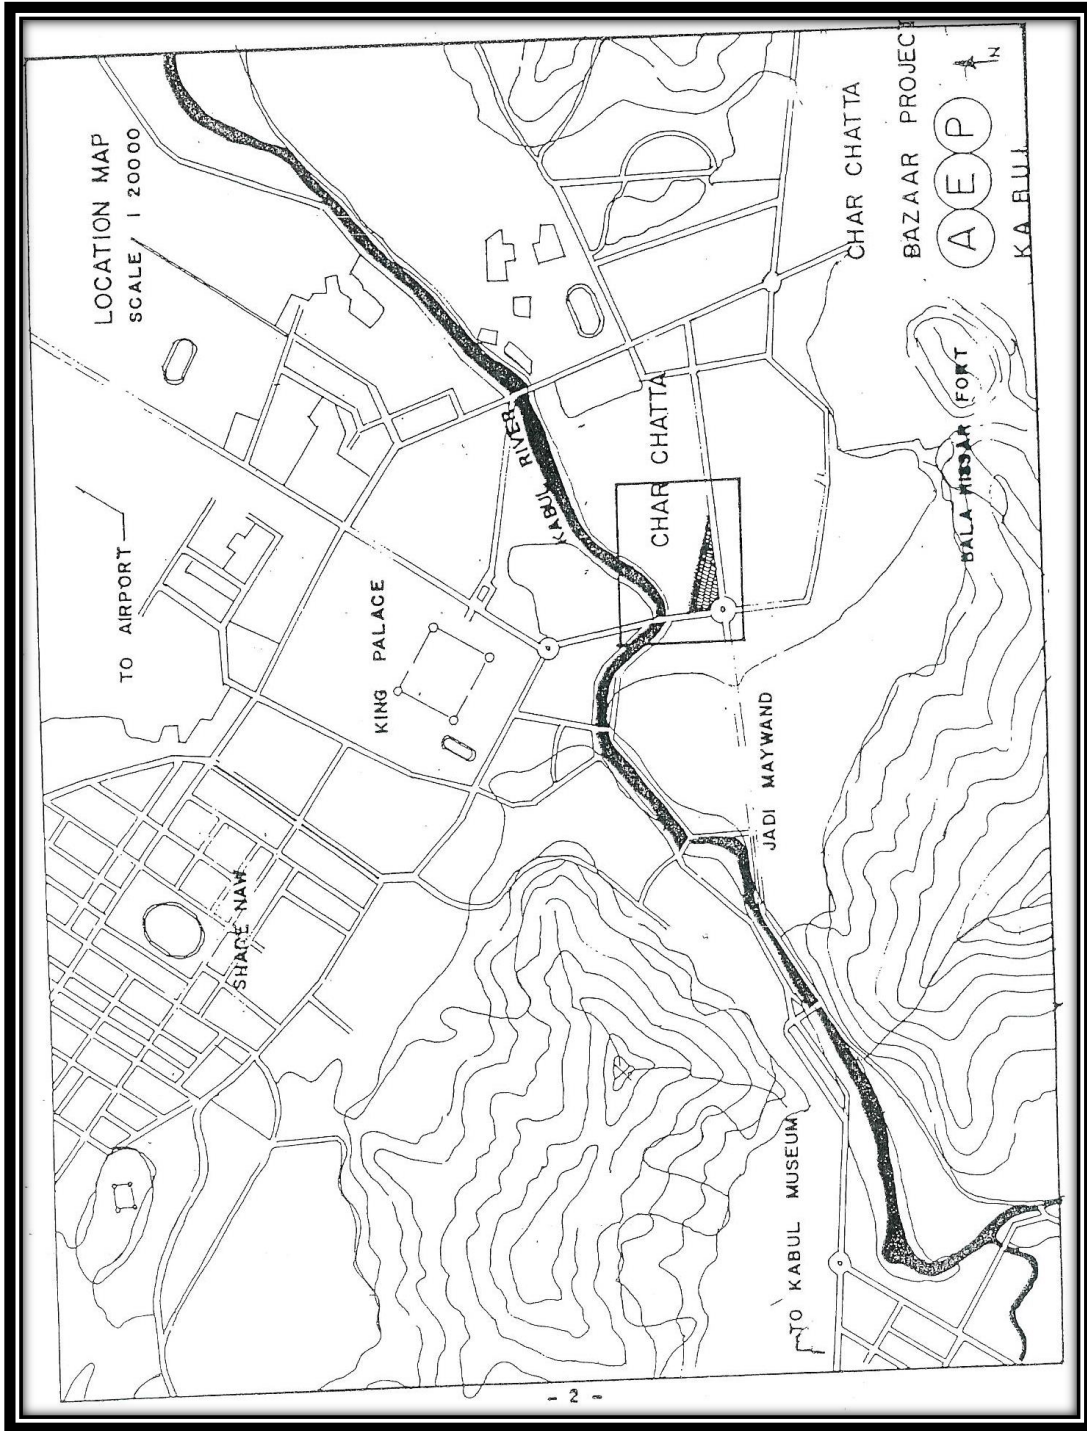 LOCATION MAP
SCALE 1 20000
TO AIRPORT
KING PALACE
SHARE NAW
KABUL RIVER
CHAR CHATTA
JADI MAYWAND
TO KABUL MUSEUM
BALA HISSAR FORT
CHAR CHATTA
BAZAAR PROJECT
A E P
KABUL
N
- 2 -